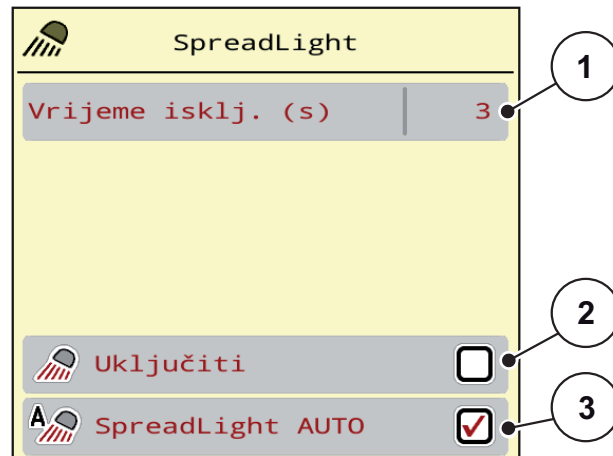 SpreadLight
Vrijeme isklj. (s) 3
1
Uključiti
2
A
SpreadLight AUTO
3